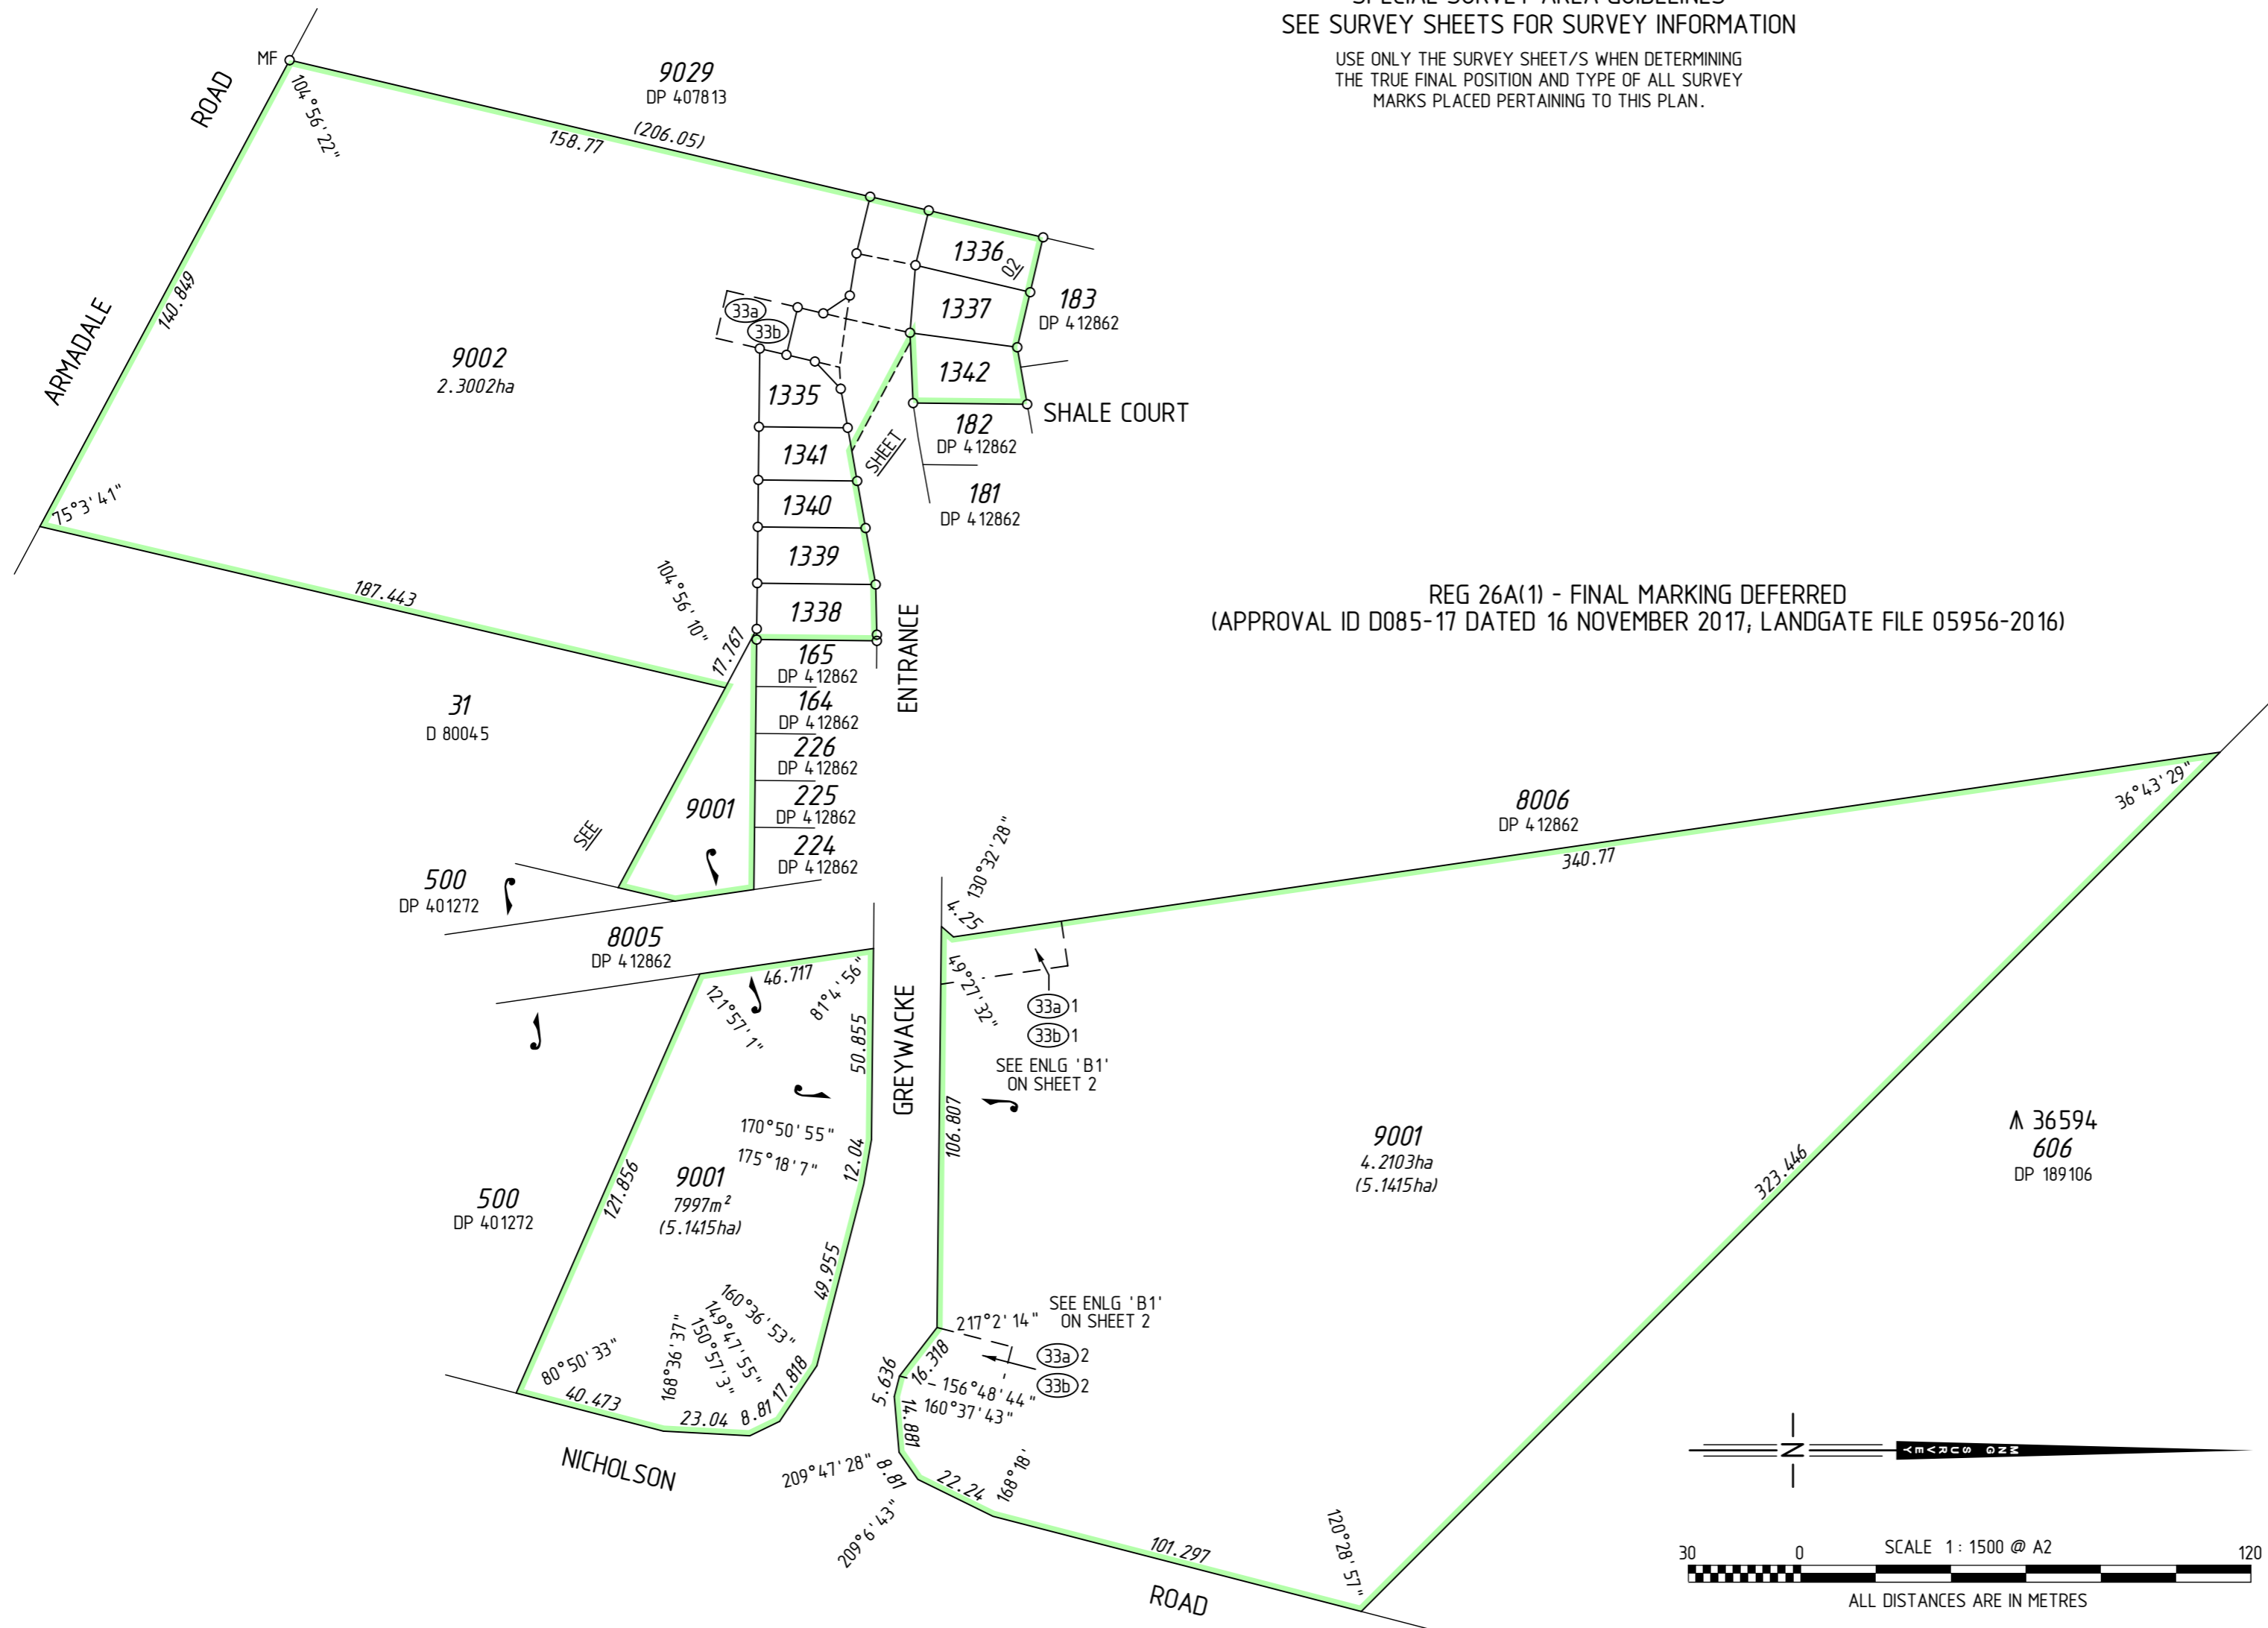 SPECIAL SURVEY AREA GUIDELINES
SEE SURVEY SHEETS FOR SURVEY INFORMATION
USE ONLY THE SURVEY SHEET/S WHEN DETERMINING
THE TRUE FINAL POSITION AND TYPE OF ALL SURVEY
MARKS PLACED PERTAINING TO THIS PLAN.
MF
ROAD
104°56'22"
9029
DP 407813
(206.05)
158.77
ARMADALE
140.849
9002
2.3002ha
75°3'41"
187.443
33a
33b
1336
02
1337
183
DP 412862
1342
SHALE COURT
1335
182
DP 412862
SHEET
1341
181
DP 412862
1340
1339
1338
104°56'10"
17.767
REG 26A(1) - FINAL MARKING DEFERRED
(APPROVAL ID D085-17 DATED 16 NOVEMBER 2017; LANDGATE FILE 05956-2016)
ENTRANCE
165
DP 412862
164
DP 412862
226
DP 412862
225
DP 412862
224
DP 412862
31
D 80045
9001
SEE
500
DP 401272
8005
DP 412862
46.717
121°57'1"
81°4'56"
50.855
GREYWACKE
4.25
130°32'28"
49°27'32"
33a 1
33b 1
SEE ENLG 'B1'
ON SHEET 2
8006
DP 412862
340.77
36°43'29"
170°50'55"
175°18'7"
12.04
106.807
9001
7997m²
(5.1415ha)
121.856
500
DP 401272
49.955
9001
4.2103ha
(5.1415ha)
323.446
36594
606
DP 189106
160°36'53"
149°47'55"
150°57'3"
168°36'37"
80°50'33"
40.473
23.04
8.81
17.818
NICHOLSON
217°2'14"
SEE ENLG 'B1'
ON SHEET 2
33a 2
33b 2
16.318
5.636
156°48'44"
160°37'43"
14.881
209°47'28"
8.81
209°6'43"
22.24
168°18'
101.297
120°28'57"
ROAD
N
MNG SURVEY
SCALE 1 : 1500 @ A2
30 0 120
ALL DISTANCES ARE IN METRES